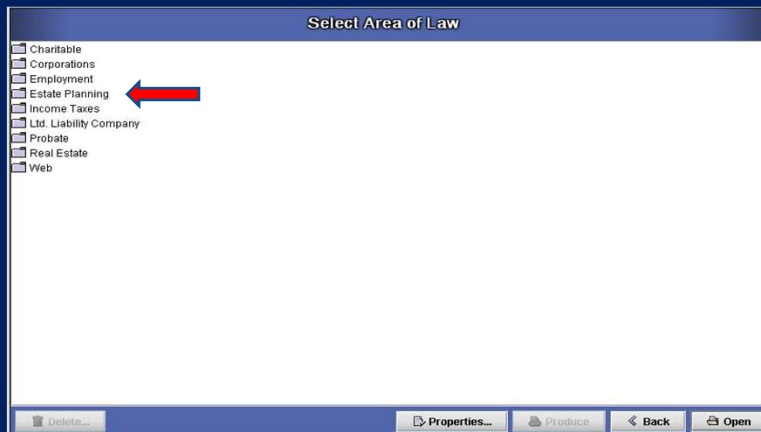 Select Area of Law
Charitable
Corporations
Employment
Estate Planning
Income Taxes
Ltd. Liability Company
Probate
Real Estate
Web
Delete... Properties... Produce Back Open